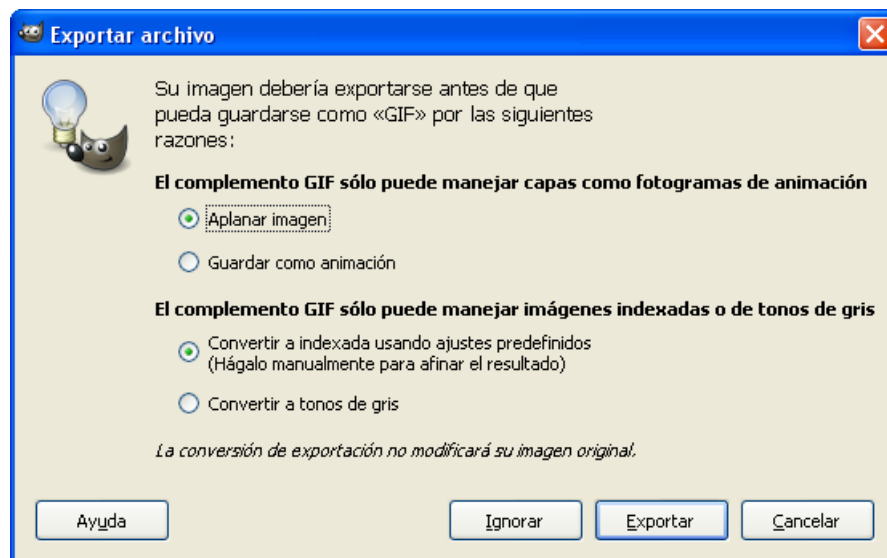 Exportar archivo
Su imagen debería exportarse antes de que
pueda guardarse como «GIF» por las siguientes
razones:
El complemento GIF sólo puede manejar capas como fotogramas de animación
Aplanar imagen
Guardar como animación
El complemento GIF sólo puede manejar imágenes indexadas o de tonos de gris
Convertir a indexada usando ajustes predefinidos
(Hágalo manualmente para afinar el resultado)
Convertir a tonos de gris
La conversión de exportación no modificará su imagen original.
Ayuda
Ignorar
Exportar
Cancelar